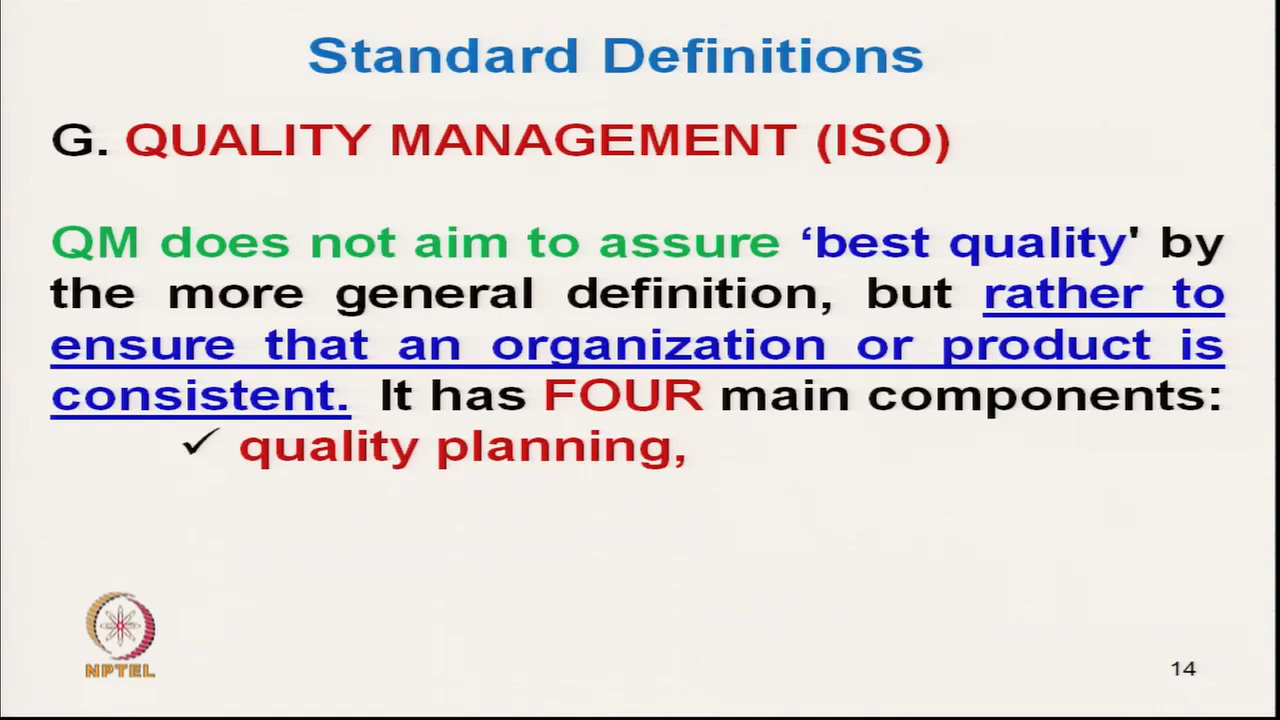 Standard Definitions
G. QUALITY MANAGEMENT (ISO)
QM does not aim to assure ‘best quality' by
the more general definition, but rather to
ensure that an organization or product is
consistent. It has FOUR main components:
✓ quality planning,
NPTEL
14